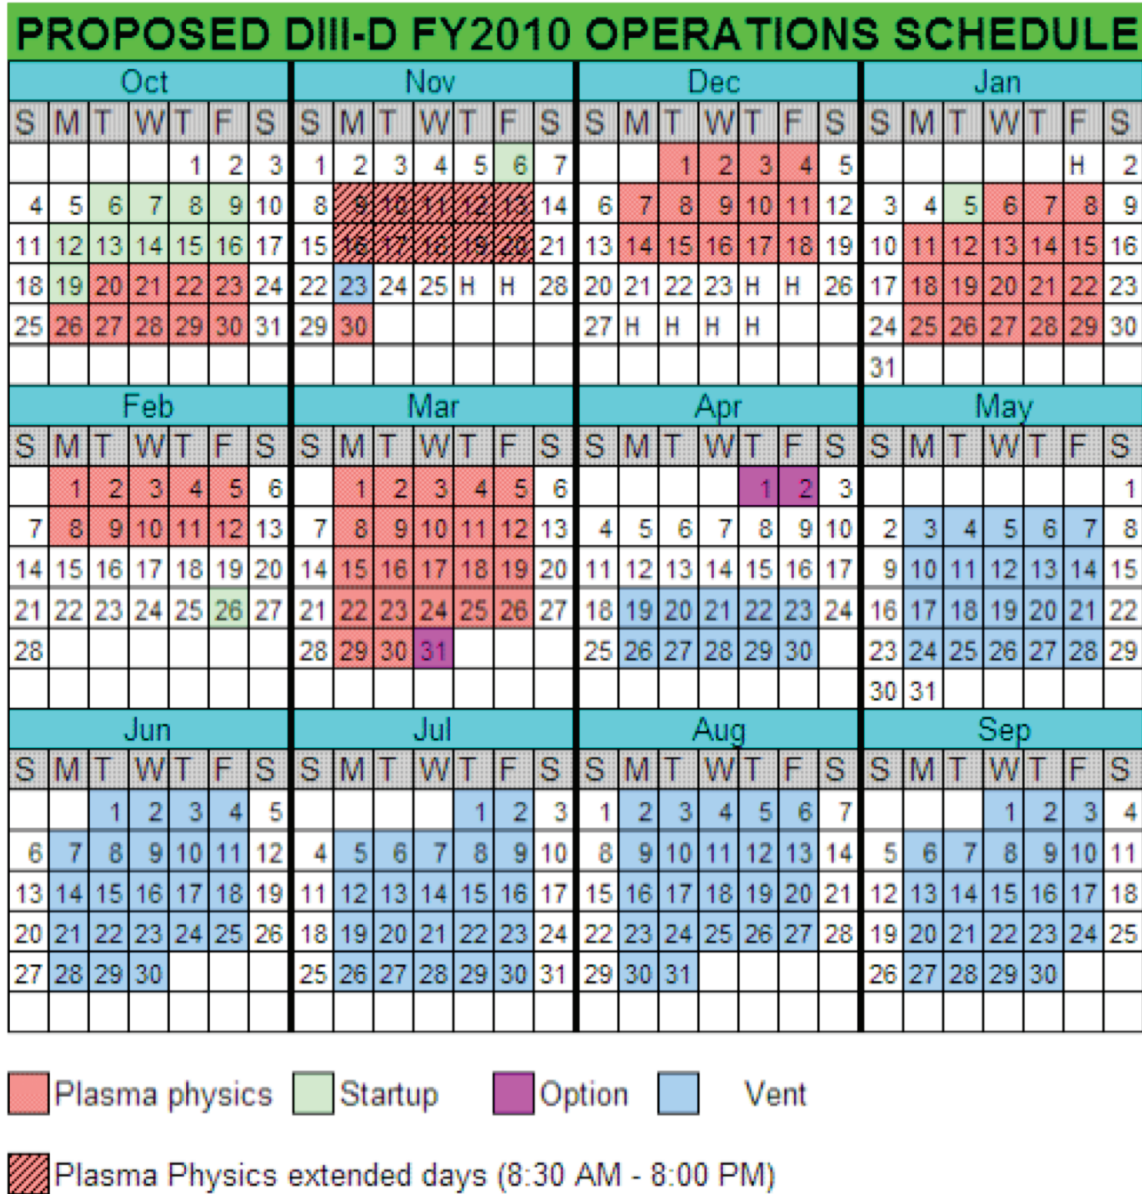 PROPOSED DIII-D FY2010 OPERATIONS SCHEDULE
Oct Nov Dec Jan
S M T W T F S S M T W T F S S M T W T F S S M T W T F S
1 2 3 1 2 3 4 5 6 7 1 2 3 4 5 H 2
4 5 6 7 8 9 10 8 9 10 11 12 13 14 6 7 8 9 10 11 12 3 4 5 6 7 8 9
11 12 13 14 15 16 17 15 16 17 18 19 20 21 13 14 15 16 17 18 19 10 11 12 13 14 15 16
18 19 20 21 22 23 24 22 23 24 25 H H 28 20 21 22 23 H H 26 17 18 19 20 21 22 23
25 26 27 28 29 30 31 29 30 27 H H H H 24 25 26 27 28 29 30
31
Feb Mar Apr May
S M T W T F S S M T W T F S S M T W T F S S M T W T F S
1 2 3 4 5 6 1 2 3 4 5 6 1 2 3 1
7 8 9 10 11 12 13 7 8 9 10 11 12 13 4 5 6 7 8 9 10 2 3 4 5 6 7 8
14 15 16 17 18 19 20 14 15 16 17 18 19 20 11 12 13 14 15 16 17 9 10 11 12 13 14 15
21 22 23 24 25 26 27 21 22 23 24 25 26 27 18 19 20 21 22 23 24 16 17 18 19 20 21 22
28 28 29 30 31 25 26 27 28 29 30 23 24 25 26 27 28 29
30 31
Jun Jul Aug Sep
S M T W T F S S M T W T F S S M T W T F S S M T W T F S
1 2 3 4 5 1 2 3 1 2 3 4 5 6 7 1 2 3 4
6 7 8 9 10 11 12 4 5 6 7 8 9 10 8 9 10 11 12 13 14 5 6 7 8 9 10 11
13 14 15 16 17 18 19 11 12 13 14 15 16 17 15 16 17 18 19 20 21 12 13 14 15 16 17 18
20 21 22 23 24 25 26 18 19 20 21 22 23 24 22 23 24 25 26 27 28 19 20 21 22 23 24 25
27 28 29 30 25 26 27 28 29 30 31 29 30 31 26 27 28 29 30
Plasma physics Startup Option Vent
Plasma Physics extended days (8:30 AM - 8:00 PM)